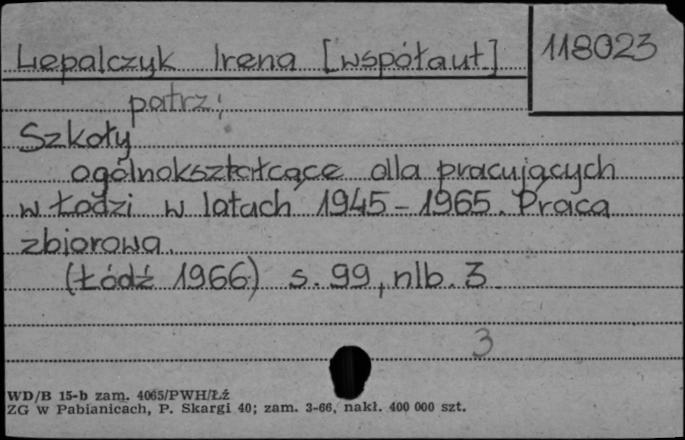 Lepalczyk Irena [współaut.] 118023
patrz:
Szkoły
ogólnokształcące dla pracujących
w Łodzi w latach 1945-1965. Praca
zbiorowa.
(Łódź 1966) s. 99, nlb. 3
3
WD/B 15-b zam. 4065/PWH/Łź
ZG w Pabianicach, P. Skargi 40; zam. 3-66, nakł. 400 000 szt.